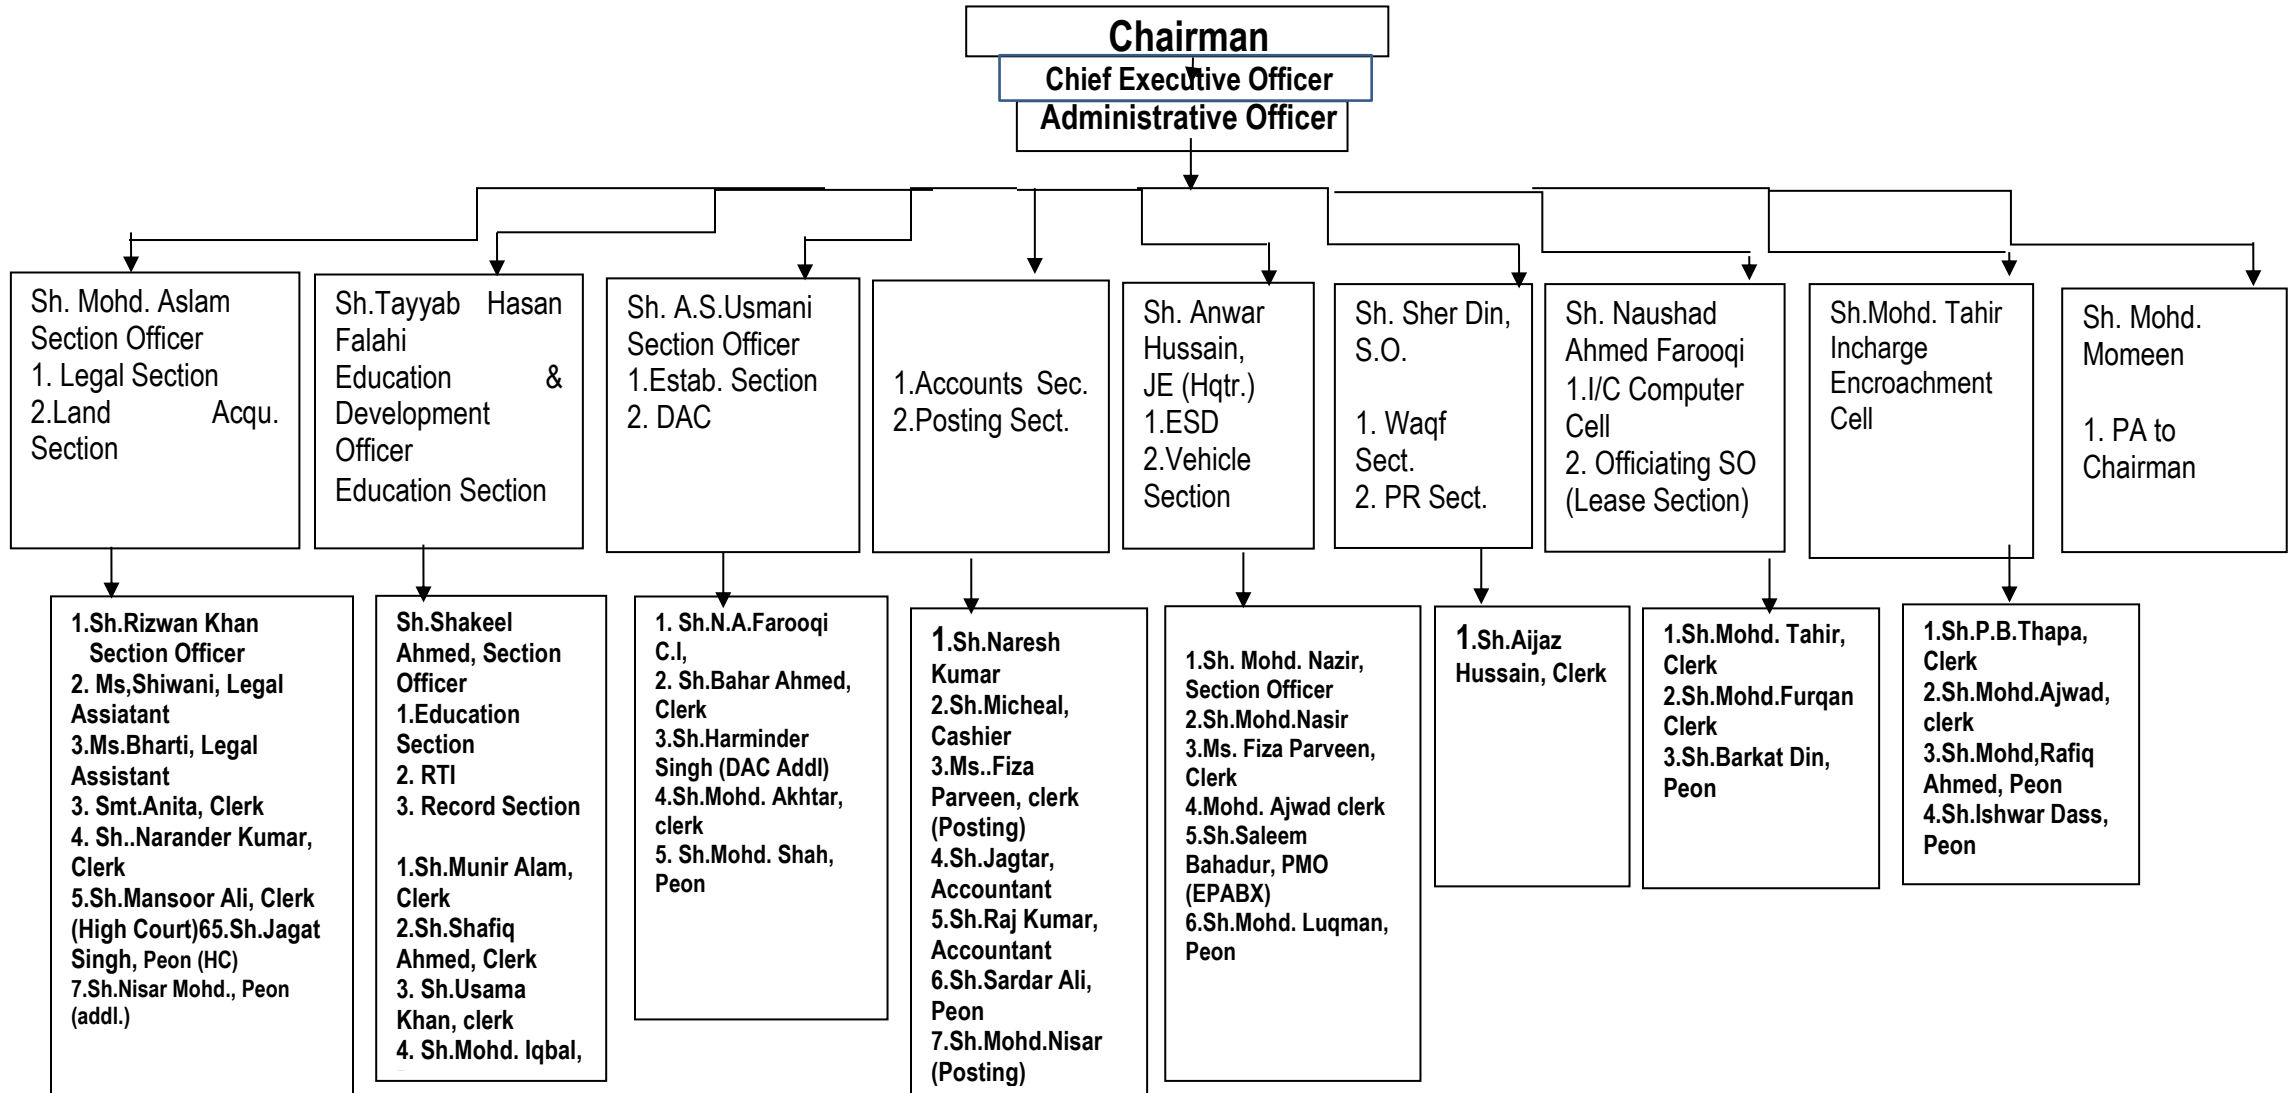 Chairman
Chief Executive Officer
Administrative Officer
Sh. Mohd. Aslam
Section Officer
1. Legal Section
2.Land Acqu.
Section
Sh.Tayyab Hasan
Falahi
Education &
Development
Officer
Education Section
Sh. A.S.Usmani
Section Officer
1.Estab. Section
2. DAC
1.Accounts Sec.
2.Posting Sect.
Sh. Anwar
Hussain,
JE (Hqtr.)
1.ESD
2.Vehicle
Section
Sh. Sher Din,
S.O.
1. Waqf
Sect.
2. PR Sect.
Sh. Naushad
Ahmed Farooqi
1.I/C Computer
Cell
2. Officiating SO
(Lease Section)
Sh.Mohd. Tahir
Incharge
Encroachment
Cell
Sh. Mohd.
Momeen
1. PA to
Chairman
1.Sh.Rizwan Khan
Section Officer
2. Ms,Shiwani, Legal
Assiatant
3.Ms.Bharti, Legal
Assistant
3. Smt.Anita, Clerk
4. Sh..Narander Kumar,
Clerk
5.Sh.Mansoor Ali, Clerk
(High Court)65.Sh.Jagat
Singh, Peon (HC)
7.Sh.Nisar Mohd., Peon
(addl.)
Sh.Shakeel
Ahmed, Section
Officer
1.Education
Section
2. RTI
3. Record Section
1.Sh.Munir Alam,
Clerk
2.Sh.Shafiq
Ahmed, Clerk
3. Sh.Usama
Khan, clerk
4. Sh.Mohd. Iqbal,
1. Sh.N.A.Farooqi
C.I,
2. Sh.Bahar Ahmed,
Clerk
3.Sh.Harminder
Singh (DAC Addl)
4.Sh.Mohd. Akhtar,
clerk
5. Sh.Mohd. Shah,
Peon
1.Sh.Naresh
Kumar
2.Sh.Micheal,
Cashier
3.Ms..Fiza
Parveen, clerk
(Posting)
4.Sh.Jagtar,
Accountant
5.Sh.Raj Kumar,
Accountant
6.Sh.Sardar Ali,
Peon
7.Sh.Mohd.Nisar
(Posting)
1.Sh. Mohd. Nazir,
Section Officer
2.Sh.Mohd.Nasir
3.Ms. Fiza Parveen,
Clerk
4.Mohd. Ajwad clerk
5.Sh.Saleem
Bahadur, PMO
(EPABX)
6.Sh.Mohd. Luqman,
Peon
1.Sh.Aijaz
Hussain, Clerk
1.Sh.Mohd. Tahir,
Clerk
2.Sh.Mohd.Furqan
Clerk
3.Sh.Barkat Din,
Peon
1.Sh.P.B.Thapa,
Clerk
2.Sh.Mohd.Ajwad,
clerk
3.Sh.Mohd,Rafiq
Ahmed, Peon
4.Sh.Ishwar Dass,
Peon